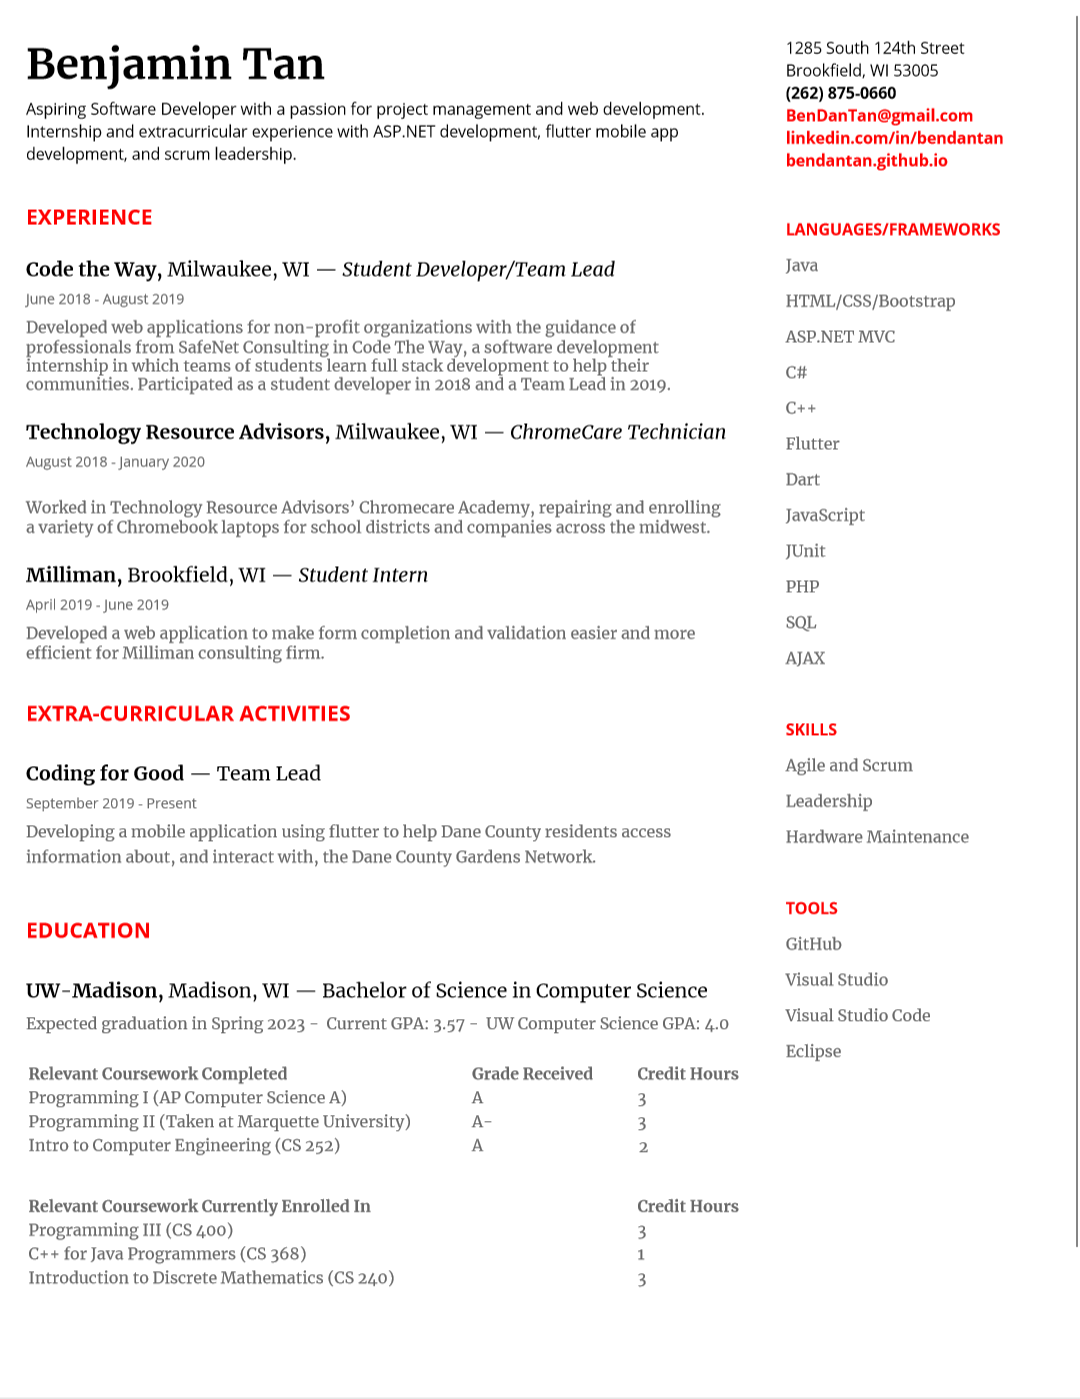 Benjamin Tan
Aspiring Software Developer with a passion for project management and web development.
Internship and extracurricular experience with ASP.NET development, flutter mobile app
development, and scrum leadership.
EXPERIENCE
Code the Way, Milwaukee, WI — Student Developer/Team Lead
June 2018 - August 2019
Developed web applications for non-profit organizations with the guidance of
professionals from SafeNet Consulting in Code The Way, a software development
internship in which teams of students learn full stack development to help their
communities. Participated as a student developer in 2018 and a Team Lead in 2019.
Technology Resource Advisors, Milwaukee, WI — ChromeCare Technician
August 2018 - January 2020
Worked in Technology Resource Advisors’ Chromecare Academy, repairing and enrolling
a variety of Chromebook laptops for school districts and companies across the midwest.
Milliman, Brookfield, WI — Student Intern
April 2019 - June 2019
Developed a web application to make form completion and validation easier and more
efficient for Milliman consulting firm.
EXTRA-CURRICULAR ACTIVITIES
Coding for Good — Team Lead
September 2019 - Present
Developing a mobile application using flutter to help Dane County residents access
information about, and interact with, the Dane County Gardens Network.
EDUCATION
UW-Madison, Madison, WI — Bachelor of Science in Computer Science
Expected graduation in Spring 2023 - Current GPA: 3.57 - UW Computer Science GPA: 4.0
Relevant Coursework Completed Grade Received Credit Hours
Programming I (AP Computer Science A) A 3
Programming II (Taken at Marquette University) A- 3
Intro to Computer Engineering (CS 252) A 2
Relevant Coursework Currently Enrolled In Credit Hours
Programming III (CS 400) 3
C++ for Java Programmers (CS 368) 1
Introduction to Discrete Mathematics (CS 240) 3
1285 South 124th Street
Brookfield, WI 53005
(262) 875-0660
BenDanTan@gmail.com
linkedin.com/in/bendantan
bendantan.github.io
LANGUAGES/FRAMEWORKS
Java
HTML/CSS/Bootstrap
ASP.NET MVC
C#
C++
Flutter
Dart
JavaScript
JUnit
PHP
SQL
AJAX
SKILLS
Agile and Scrum
Leadership
Hardware Maintenance
TOOLS
GitHub
Visual Studio
Visual Studio Code
Eclipse